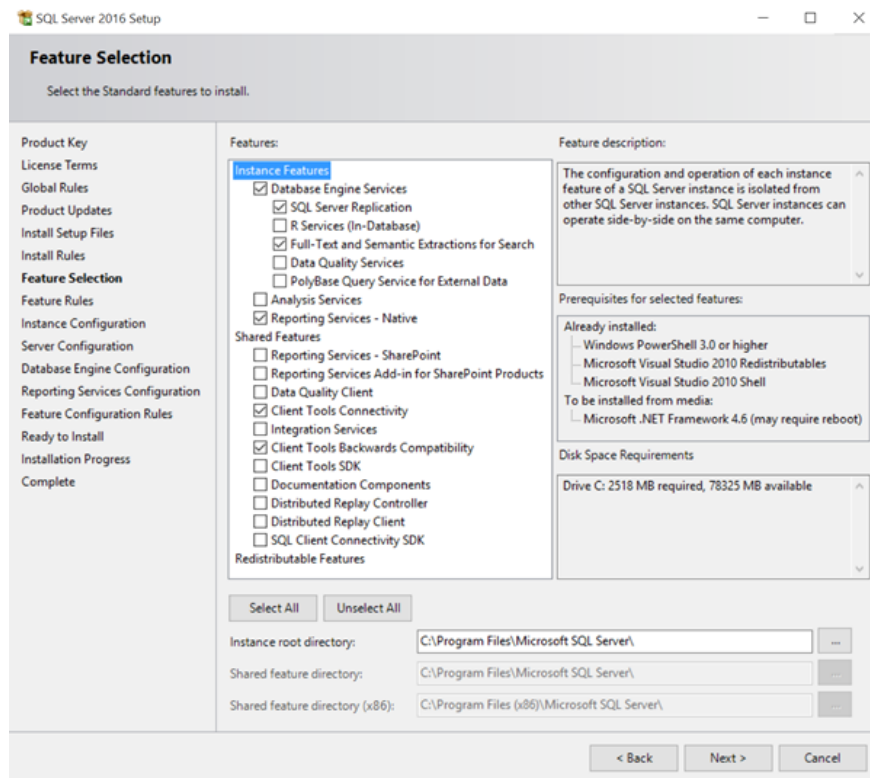 SQL Server 2016 Setup
Feature Selection
Select the Standard features to install.
Product Key
License Terms
Global Rules
Product Updates
Install Setup Files
Install Rules
Feature Selection
Feature Rules
Instance Configuration
Server Configuration
Database Engine Configuration
Reporting Services Configuration
Feature Configuration Rules
Ready to Install
Installation Progress
Complete
Features:
Instance Features
Database Engine Services
SQL Server Replication
R Services (In-Database)
Full-Text and Semantic Extractions for Search
Data Quality Services
PolyBase Query Service for External Data
Analysis Services
Reporting Services - Native
Shared Features
Reporting Services - SharePoint
Reporting Services Add-in for SharePoint Products
Data Quality Client
Client Tools Connectivity
Integration Services
Client Tools Backwards Compatibility
Client Tools SDK
Documentation Components
Distributed Replay Controller
Distributed Replay Client
SQL Client Connectivity SDK
Redistributable Features
Feature description:
The configuration and operation of each instance
feature of a SQL Server instance is isolated from
other SQL Server instances. SQL Server instances can
operate side-by-side on the same computer.
Prerequisites for selected features:
Already installed:
Windows PowerShell 3.0 or higher
Microsoft Visual Studio 2010 Redistributables
Microsoft Visual Studio 2010 Shell
To be installed from media:
Microsoft .NET Framework 4.6 (may require reboot)
Disk Space Requirements
Drive C: 2518 MB required, 78325 MB available
Select All
Unselect All
Instance root directory:
C:\Program Files\Microsoft SQL Server\
...
Shared feature directory:
C:\Program Files\Microsoft SQL Server\
...
Shared feature directory (x86):
C:\Program Files (x86)\Microsoft SQL Server\
...
< Back
Next >
Cancel